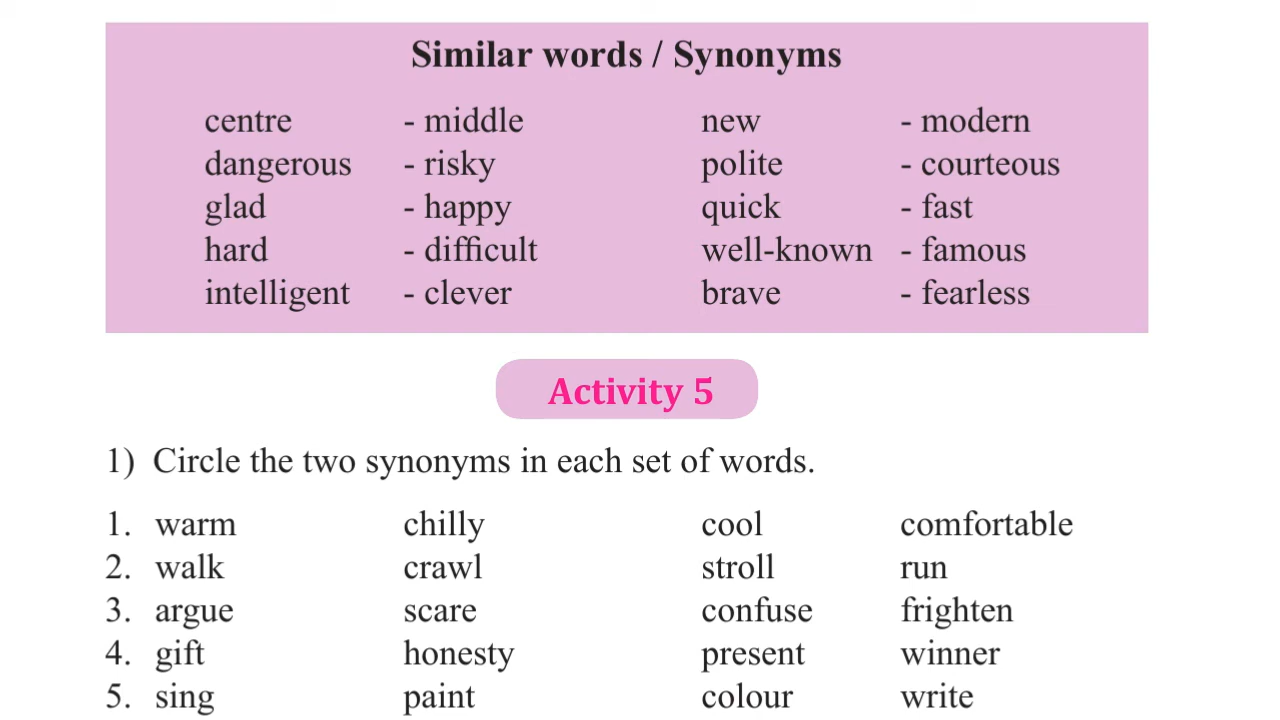 Similar words / Synonyms
centre - middle new - modern
dangerous - risky polite - courteous
glad - happy quick - fast
hard - difficult well-known - famous
intelligent - clever brave - fearless
Activity 5
1) Circle the two synonyms in each set of words.
1. warm chilly cool comfortable
2. walk crawl stroll run
3. argue scare confuse frighten
4. gift honesty present winner
5. sing paint colour write